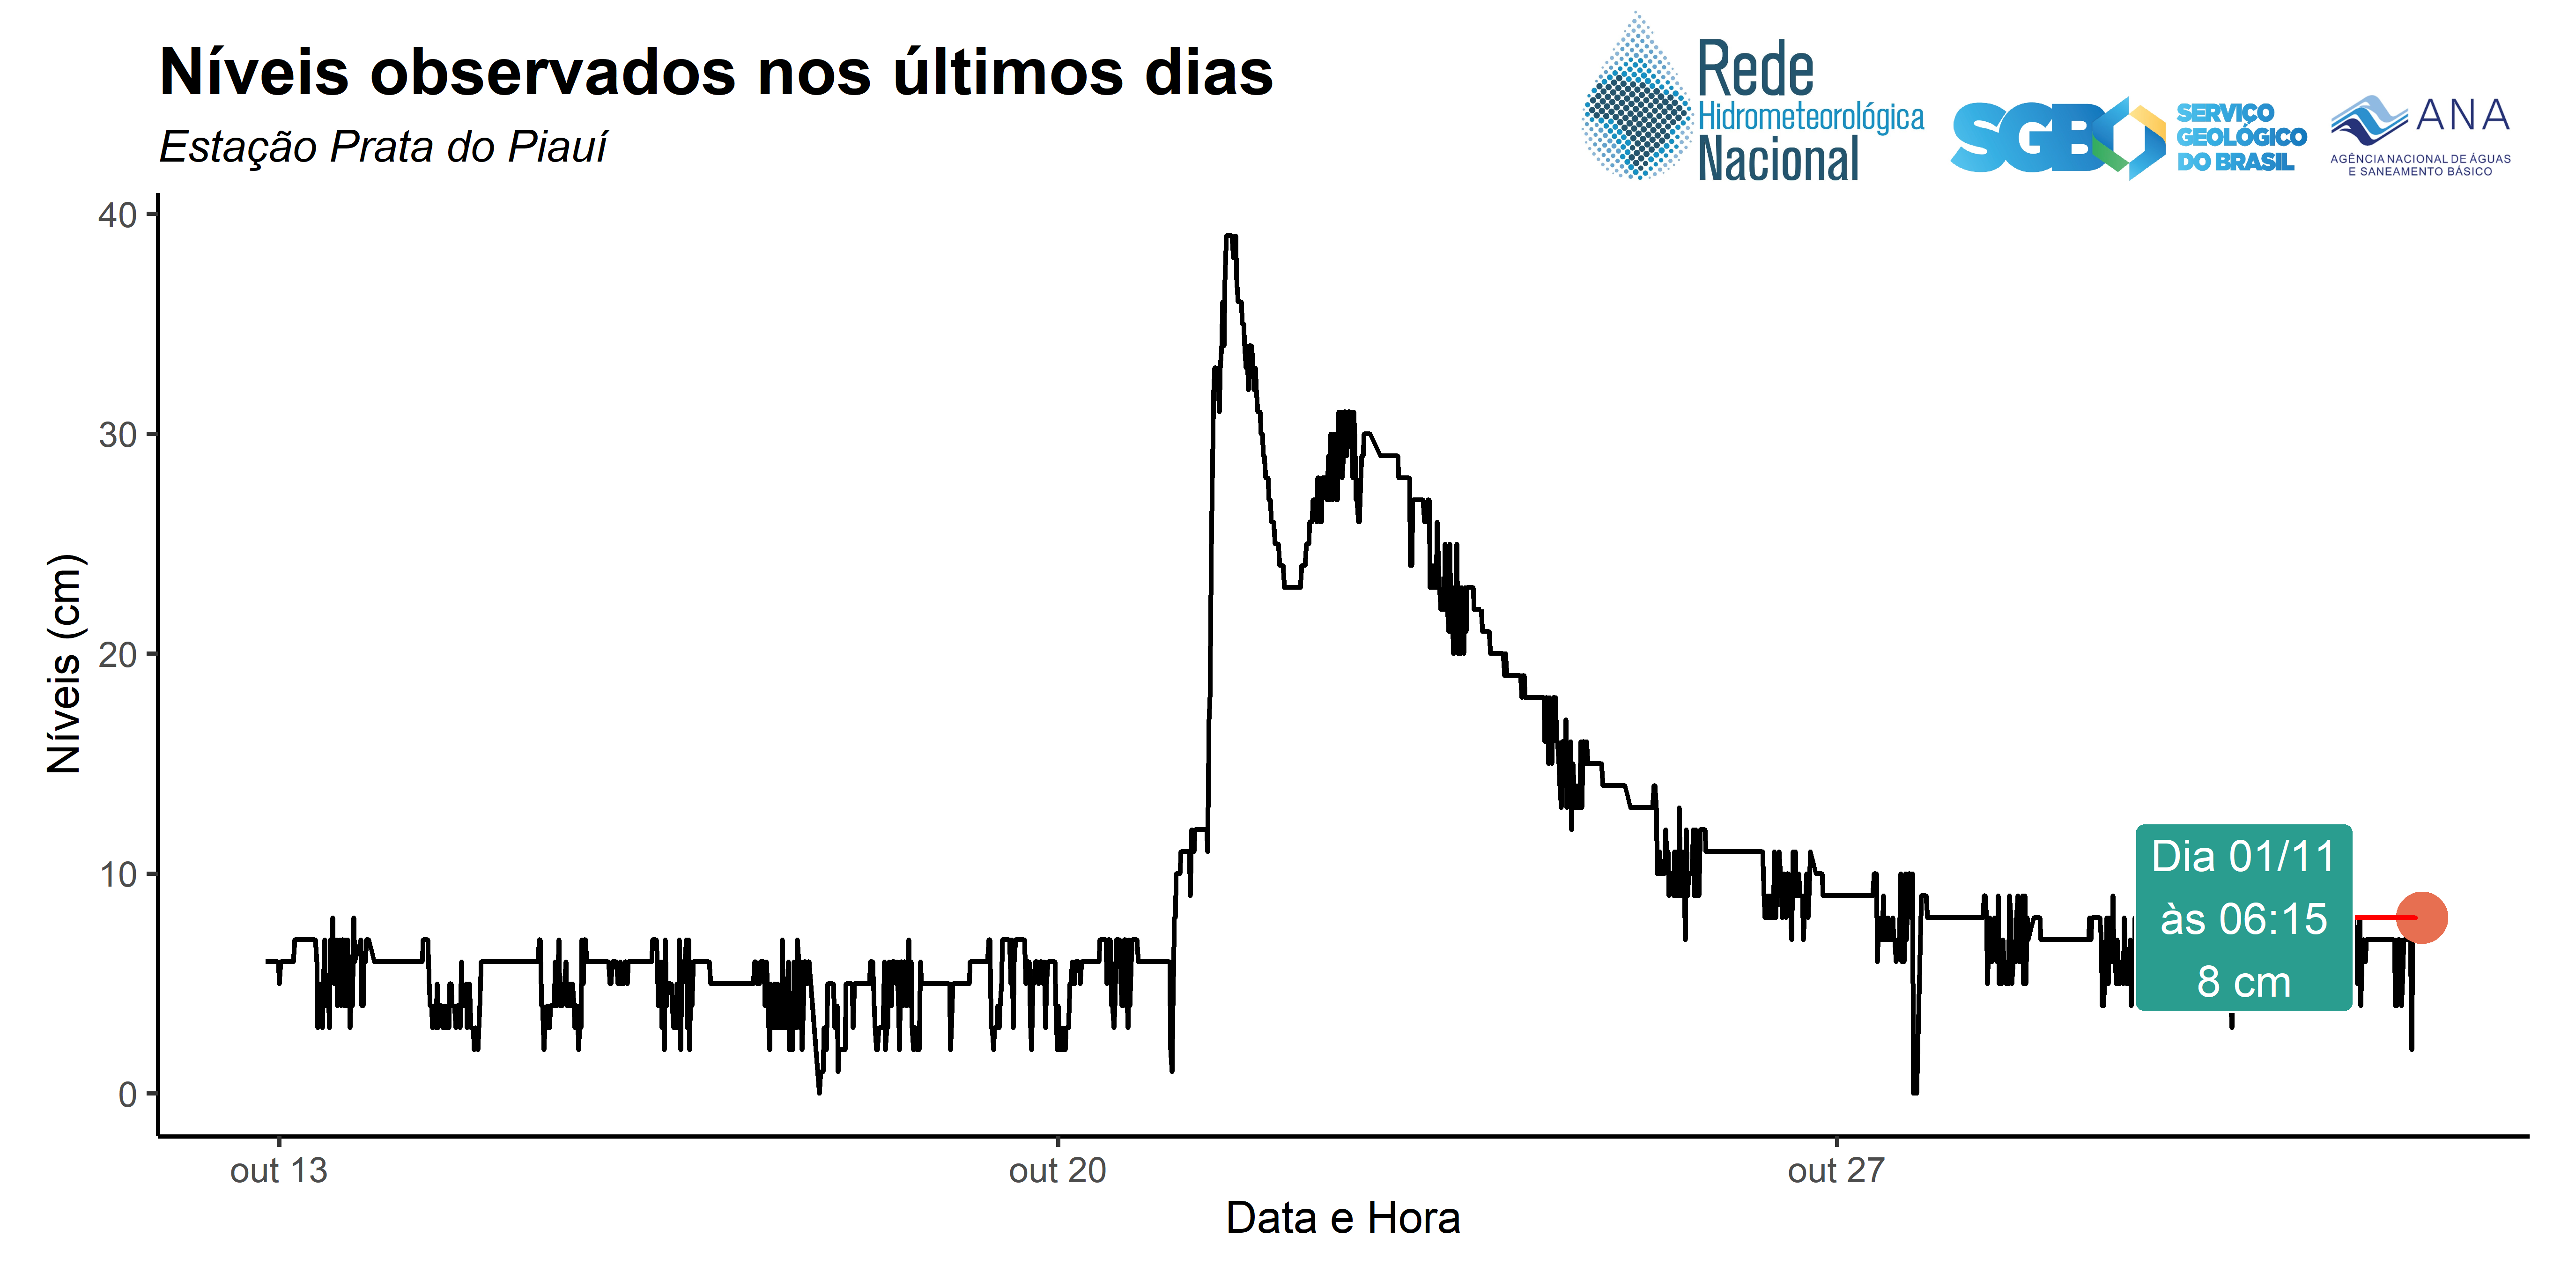 Níveis observados nos últimos dias
Estação Prata do Piauí
Rede
Hidrometeorológica
Nacional
SGB
SERVIÇO
GEOLÓGICO
DO BRASIL
ANA
AGÊNCIA NACIONAL DE ÁGUAS
E SANEAMENTO BÁSICO
Níveis (cm)
40
30
20
10
0
Dia 01/11
às 06:15
8 cm
out 13
out 20
out 27
Data e Hora